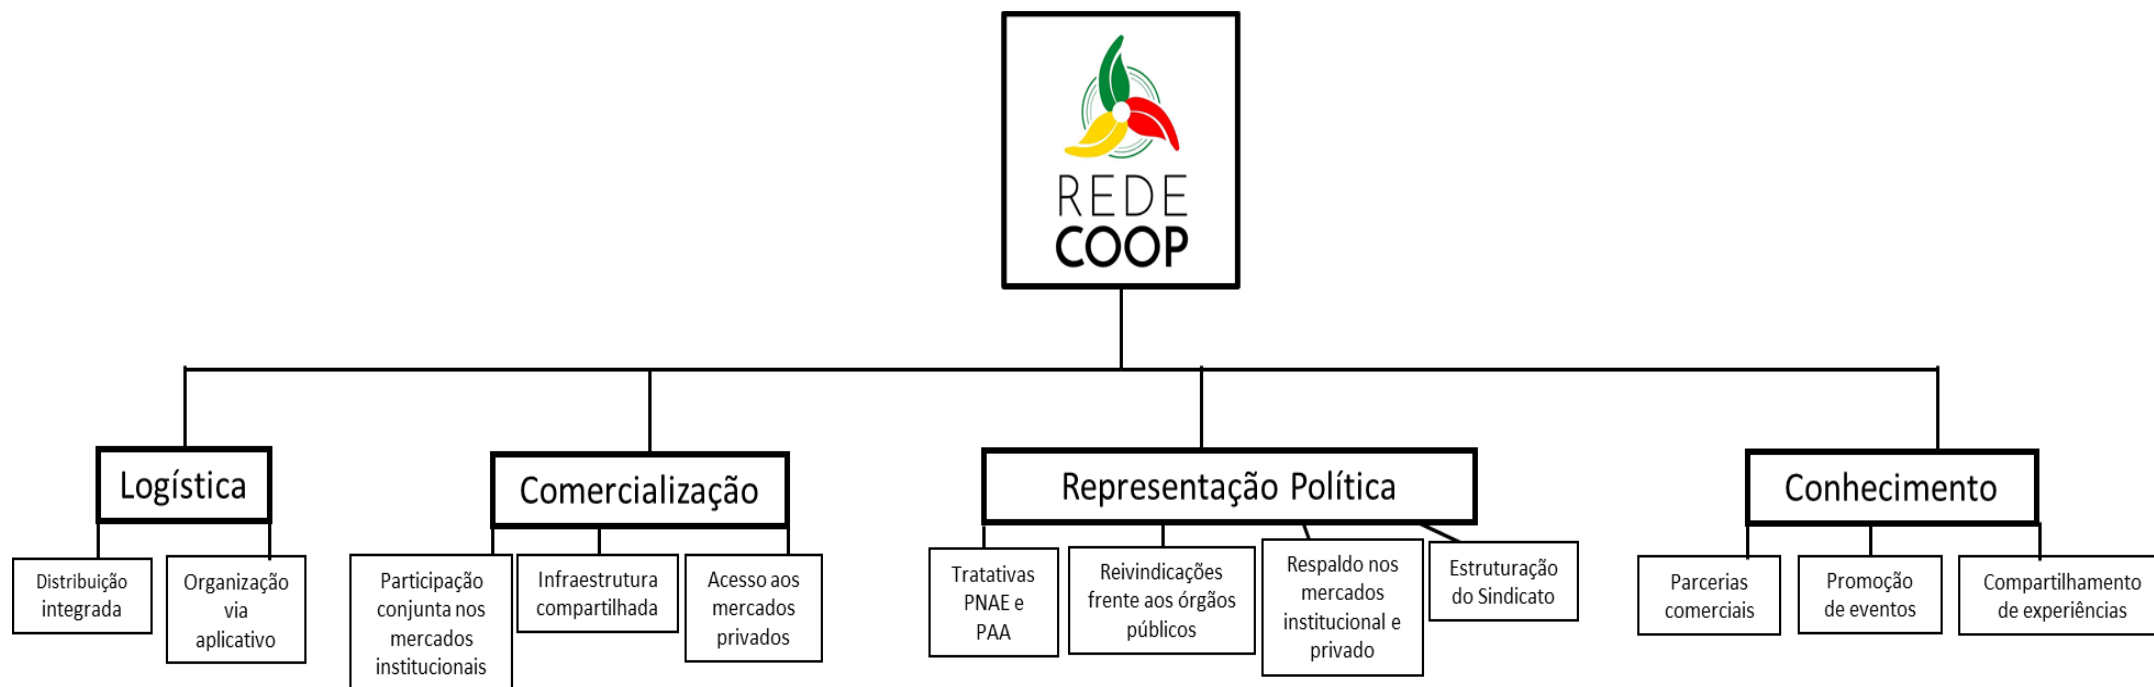 REDE
COOP
Logística
Comercialização
Representação Política
Conhecimento
Distribuição
integrada
Organização
via
aplicativo
Participação
conjunta nos
mercados
institucionais
Infraestrutura
compartilhada
Acesso aos
mercados
privados
Tratativas
PNAE e
PAA
Reivindicações
frente aos órgãos
públicos
Respaldo nos
mercados
institucional e
privado
Estruturação
do Sindicato
Parcerias
comerciais
Promoção
de eventos
Compartilhamento
de experiências